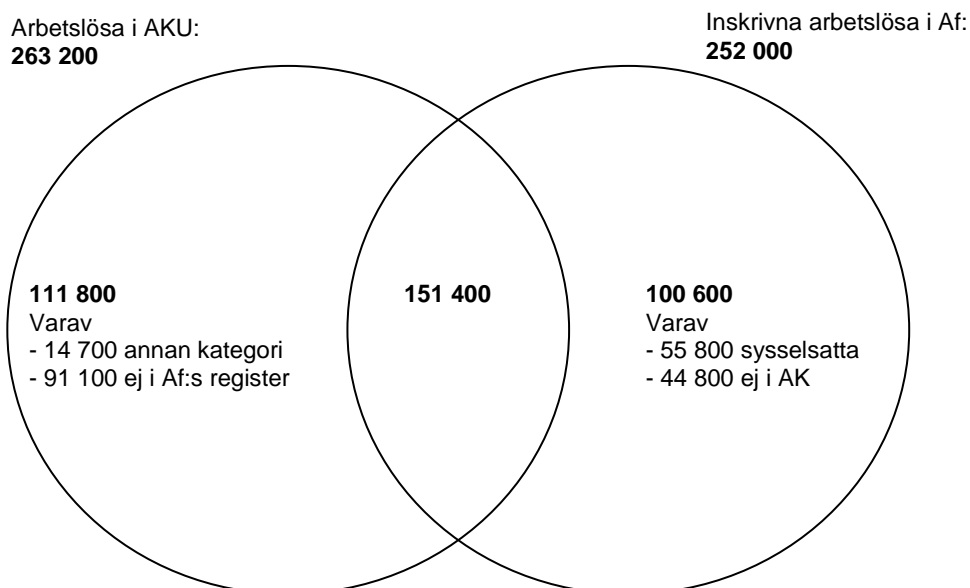 Arbetslösa i AKU:
263 200
Inskrivna arbetslösa i Af:
252 000
111 800
Varav
- 14 700 annan kategori
- 91 100 ej i Af:s register
151 400
100 600
Varav
- 55 800 sysselsatta
- 44 800 ej i AK